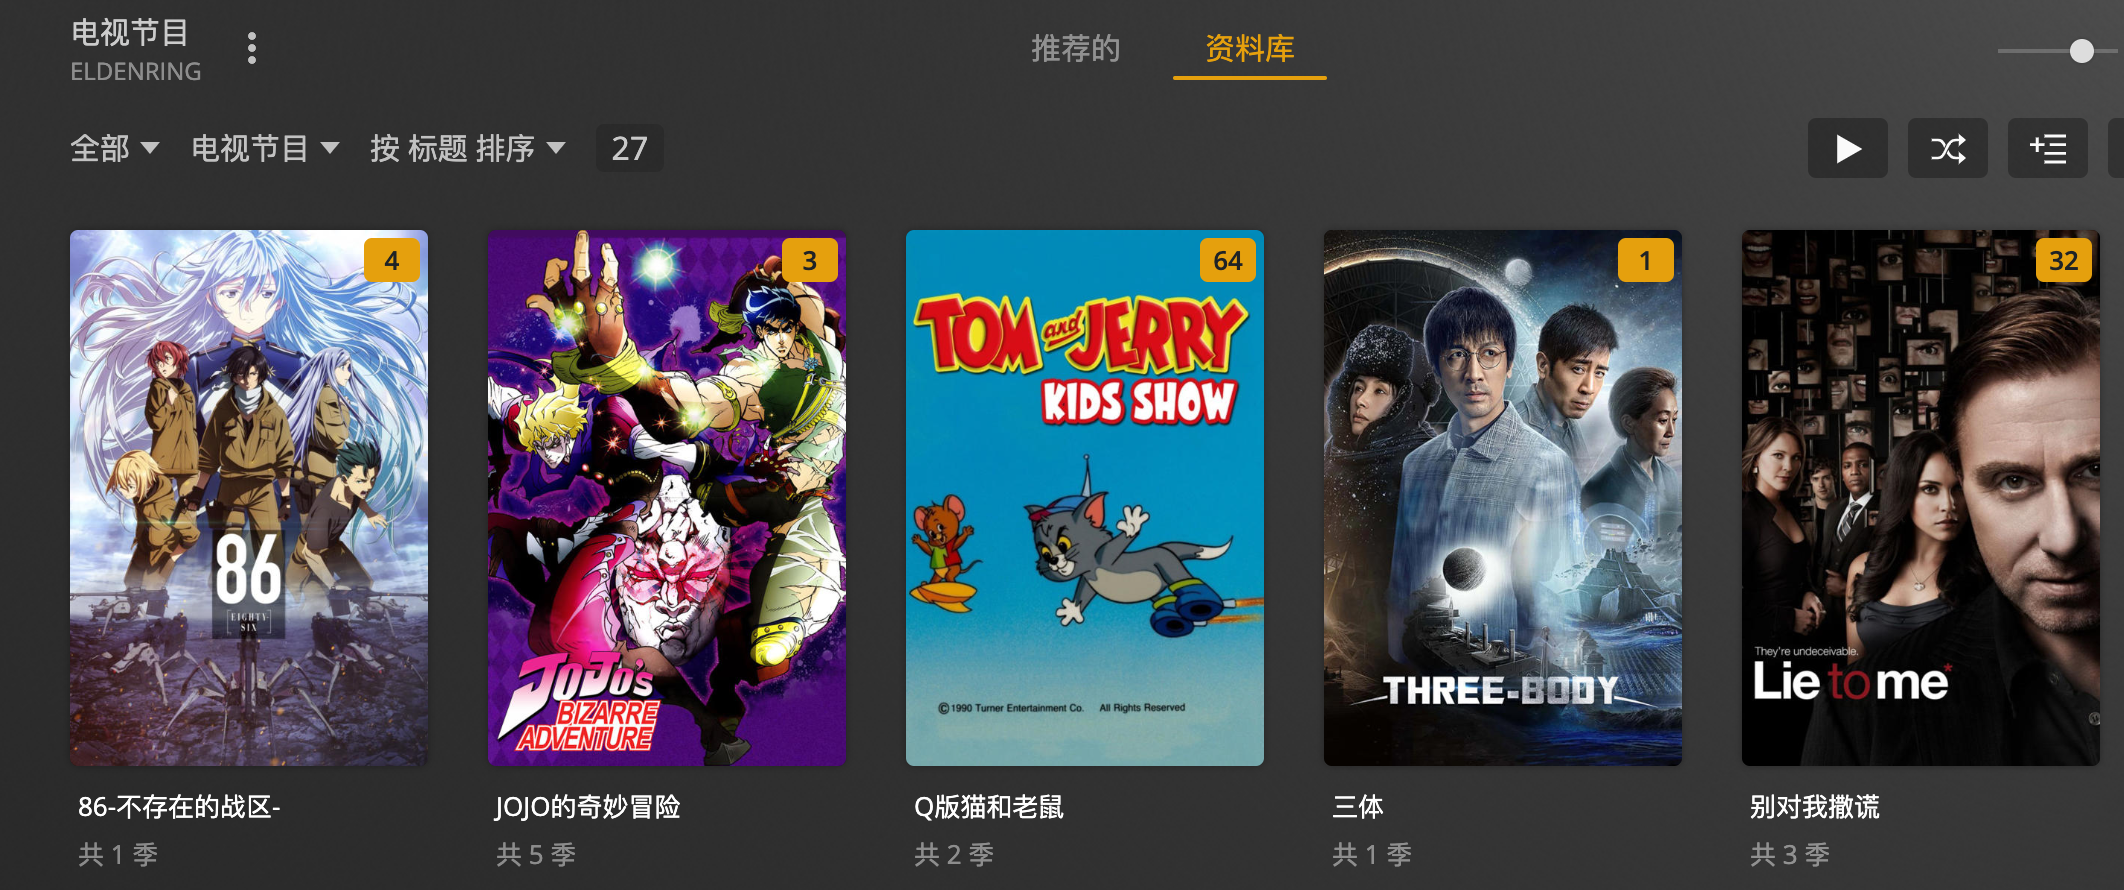 电视节目
ELDENRING
推荐的
资料库
全部
电视节目
按 标题 排序
27
4
3
64
1
32
86
EIGHTY
SIX
JOJO's
BIZARRE
ADVENTURE
TOM and JERRY
KIDS SHOW
© 1990 Turner Entertainment Co. All Rights Reserved
THREE-BODY
They're undeceivable.
Lie to me*
86-不存在的战区-
JOJO的奇妙冒险
Q版猫和老鼠
三体
别对我撒谎
共 1 季
共 5 季
共 2 季
共 1 季
共 3 季